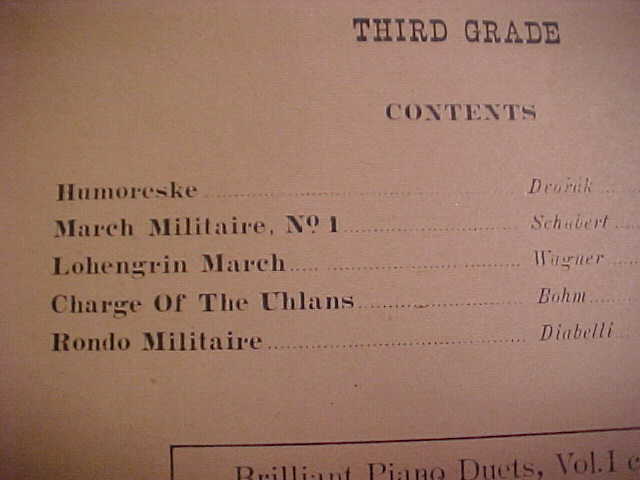 THIRD GRADE
CONTENTS
Humoreske ........ Dvořák ....
March Militaire, Nº 1 ........ Schubert ....
Lohengrin March ........ Wagner ....
Charge Of The Uhlans ........ Bohm ....
Rondo Militaire ........ Diabelli ....
Brilliant Piano Duets, Vol. I